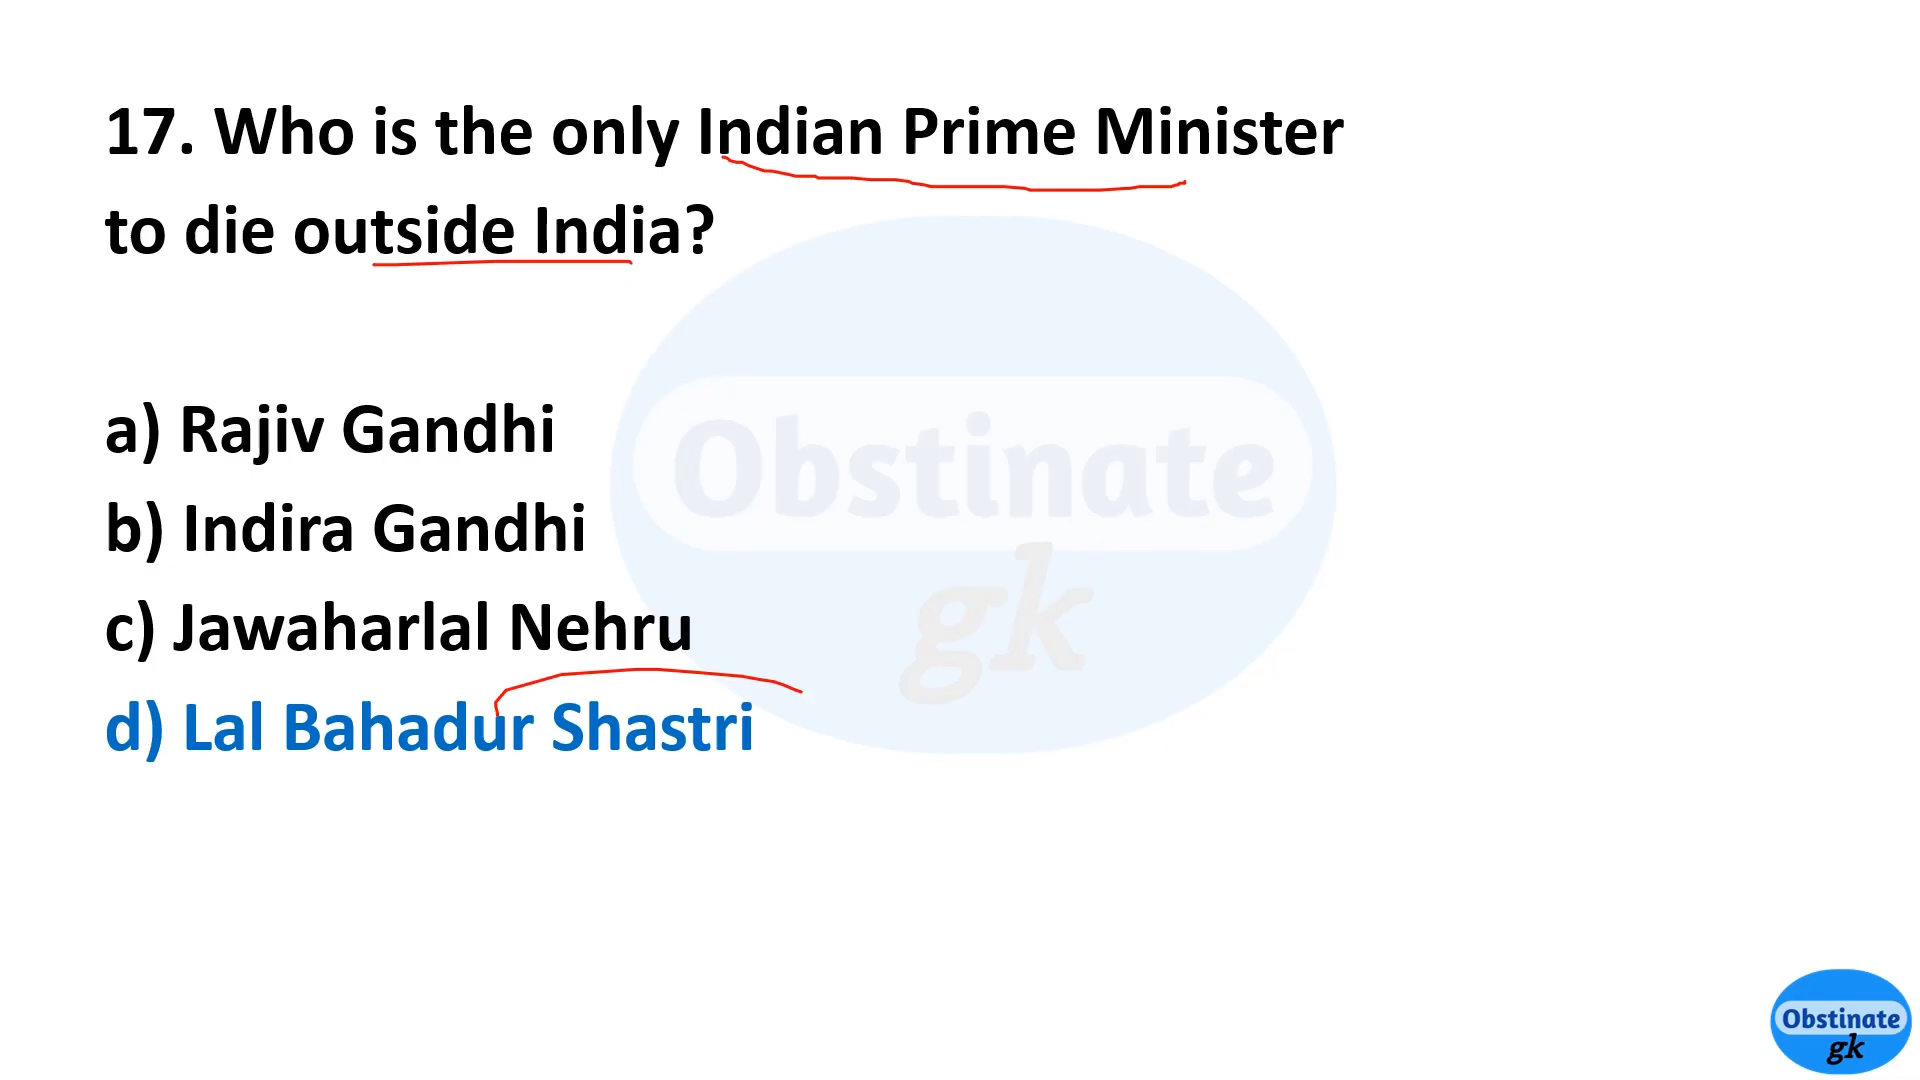 17. Who is the only Indian Prime Minister
to die outside India?
a) Rajiv Gandhi
b) Indira Gandhi
c) Jawaharlal Nehru
d) Lal Bahadur Shastri
Obstinate
gk
Obstinate
gk